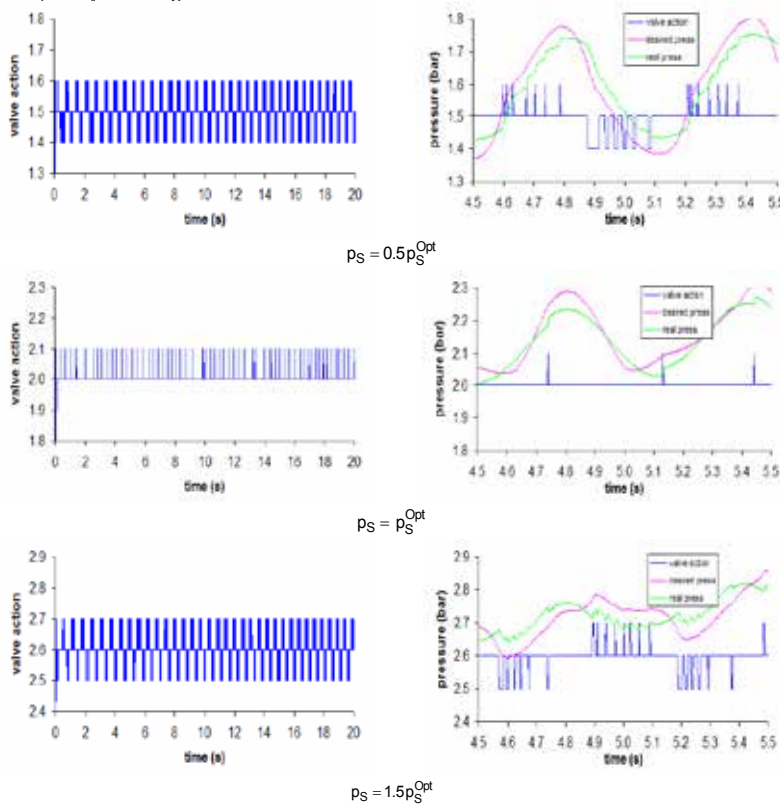 1.8
1.7
1.6
1.5
1.4
1.3
valve action
0 2 4 6 8 10 12 14 16 18 20
time (s)
1.8
1.7
1.6
1.5
1.4
1.3
pressure (bar)
valve action
desired press
real press
4.5 4.6 4.7 4.8 4.9 5.0 5.1 5.2 5.3 5.4 5.5
time (s)
pS = 0.5pS^Opt
2.3
2.2
2.1
2.0
1.9
1.8
valve action
0 2 4 6 8 10 12 14 16 18 20
time (s)
2.3
2.2
2.1
2.0
1.9
1.8
pressure (bar)
valve action
desired press
real press
4.5 4.6 4.7 4.8 4.9 5.0 5.1 5.2 5.3 5.4 5.5
time (s)
pS = pS^Opt
2.9
2.8
2.7
2.6
2.5
2.4
valve action
0 2 4 6 8 10 12 14 16 18 20
time (s)
2.9
2.8
2.7
2.6
2.5
2.4
pressure (bar)
valve action
desired press
real press
4.5 4.6 4.7 4.8 4.9 5.0 5.1 5.2 5.3 5.4 5.5
time (s)
pS = 1.5pS^Opt